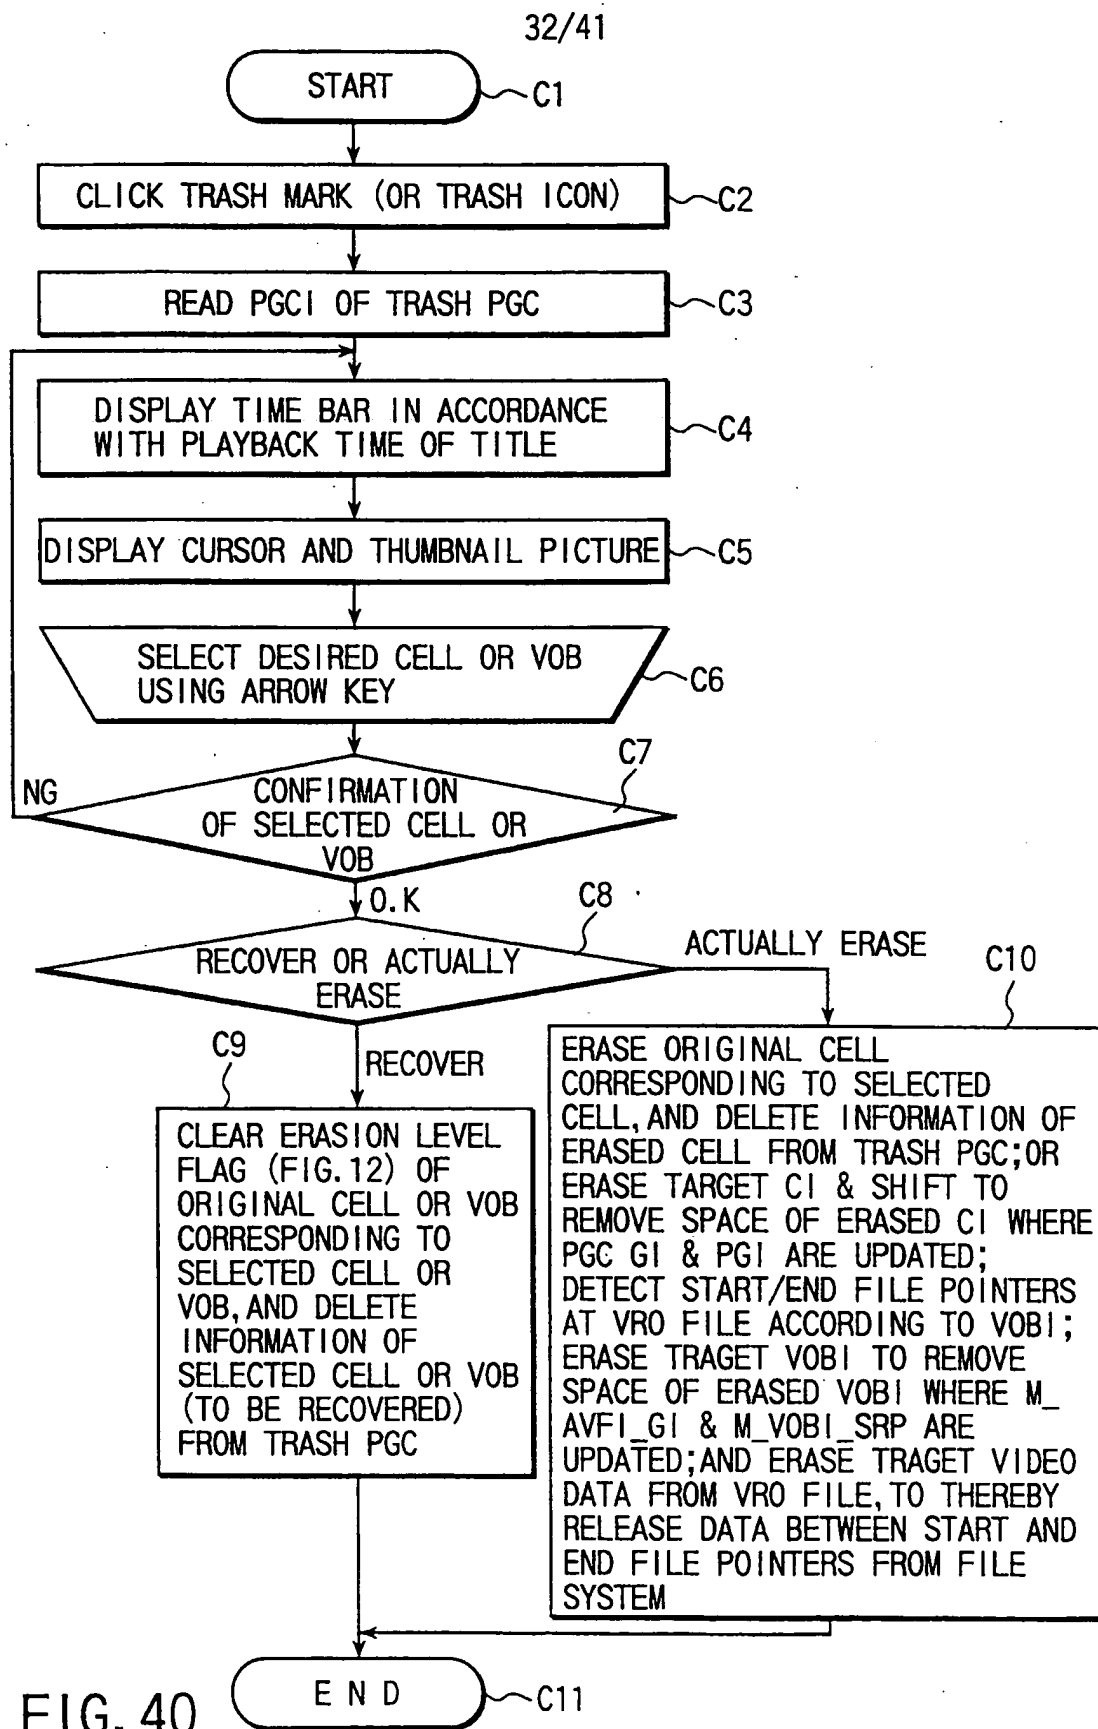 32/41
START
C1
CLICK TRASH MARK (OR TRASH ICON)
C2
READ PGCI OF TRASH PGC
C3
DISPLAY TIME BAR IN ACCORDANCE
WITH PLAYBACK TIME OF TITLE
C4
DISPLAY CURSOR AND THUMBNAIL PICTURE
C5
SELECT DESIRED CELL OR VOB
USING ARROW KEY
C6
C7
NG
CONFIRMATION
OF SELECTED CELL OR
VOB
O.K
C8
RECOVER OR ACTUALLY
ERASE
ACTUALLY ERASE
C10
C9
RECOVER
CLEAR ERASION LEVEL
FLAG (FIG.12) OF
ORIGINAL CELL OR VOB
CORRESPONDING TO
SELECTED CELL OR
VOB,AND DELETE
INFORMATION OF
SELECTED CELL OR VOB
(TO BE RECOVERED)
FROM TRASH PGC
ERASE ORIGINAL CELL
CORRESPONDING TO SELECTED
CELL,AND DELETE INFORMATION OF
ERASED CELL FROM TRASH PGC;OR
ERASE TARGET CI & SHIFT TO
REMOVE SPACE OF ERASED CI WHERE
PGC GI & PGI ARE UPDATED;
DETECT START/END FILE POINTERS
AT VRO FILE ACCORDING TO VOBI;
ERASE TRAGET VOBI TO REMOVE
SPACE OF ERASED VOBI WHERE M_
AVFI_GI & M_VOBI_SRP ARE
UPDATED;AND ERASE TRAGET VIDEO
DATA FROM VRO FILE,TO THEREBY
RELEASE DATA BETWEEN START AND
END FILE POINTERS FROM FILE
SYSTEM
END
C11
FIG. 40